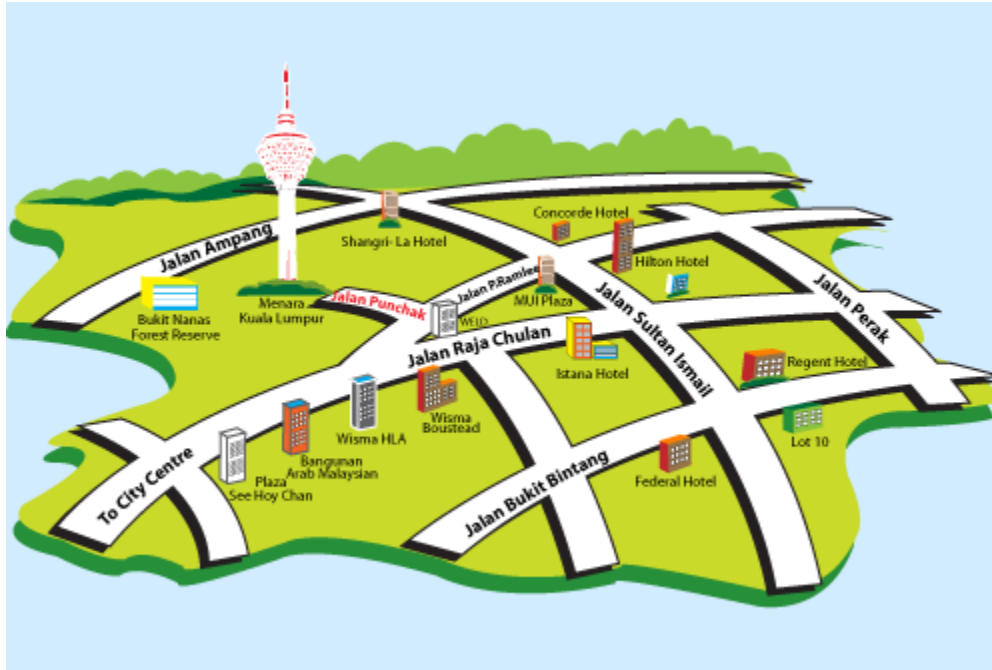 Concorde Hotel
Jalan Ampang
Shangri- La Hotel
Hilton Hotel
Jalan P.Ramlee
Jalan Punchak
Menara
Kuala Lumpur
MUI Plaza
Jalan Sultan Ismail
Jalan Perak
Bukit Nanas
Forest Reserve
WELD
Jalan Raja Chulan
Istana Hotel
Regent Hotel
Wisma
Boustead
Wisma HLA
Lot 10
Bangunan
Arab Malaysian
To City Centre
Plaza
See Hoy Chan
Jalan Bukit Bintang
Federal Hotel